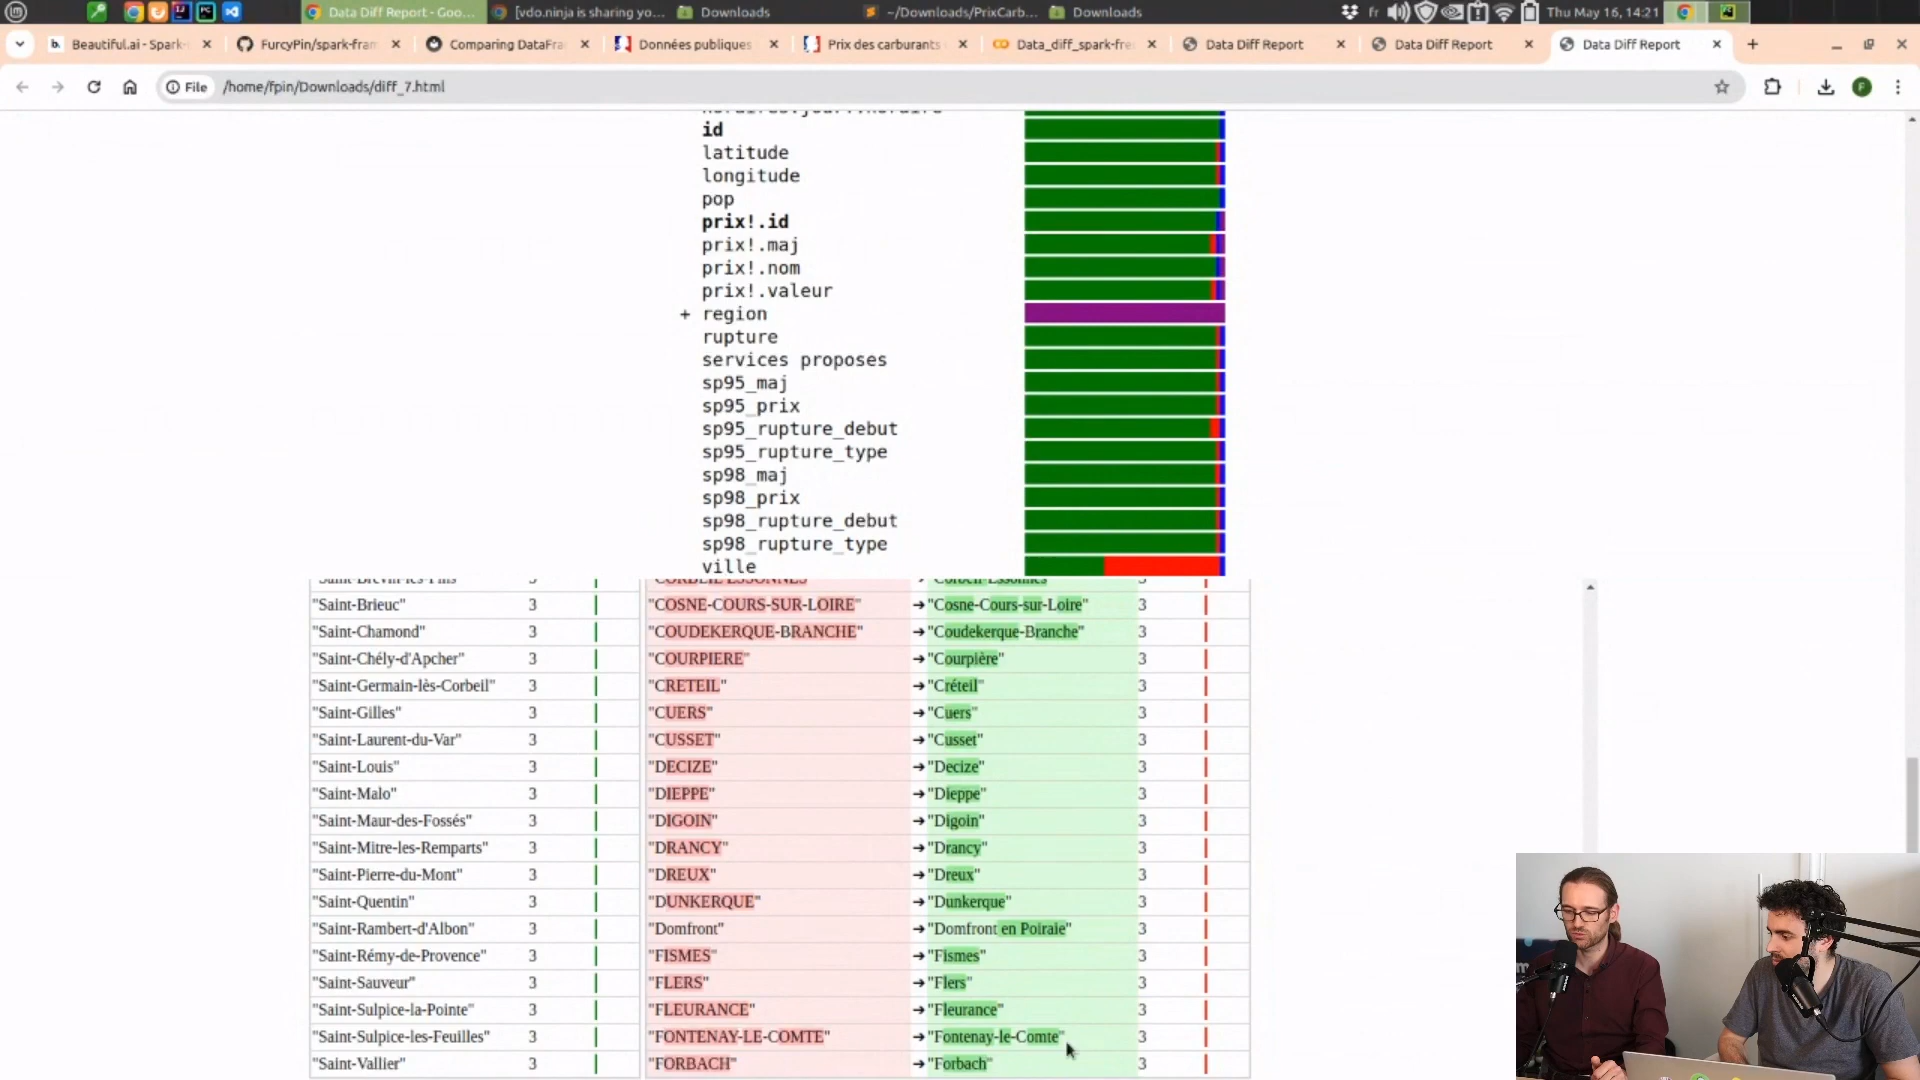 Data Diff Report - Goo...
[vdo.ninja is sharing yo...
Downloads
~/Downloads/PrixCarb...
Downloads
fr
Thu May 16, 14:21
Beautiful.ai - Spark-
FurcyPin/spark-fram
Comparing DataFra
Données publiques
Prix des carburants
Data_diff_spark-fra
Data Diff Report
Data Diff Report
Data Diff Report
File
/home/fpin/Downloads/diff_7.html
F
id
latitude
longitude
pop
prix!.id
prix!.maj
prix!.nom
prix!.valeur
+ region
rupture
services proposes
sp95_maj
sp95_prix
sp95_rupture_debut
sp95_rupture_type
sp98_maj
sp98_prix
sp98_rupture_debut
sp98_rupture_type
ville
"Saint-Brieuc" 3 "COSNE-COURS-SUR-LOIRE" ➔"Cosne-Cours-sur-Loire" 3
"Saint-Chamond" 3 "COUDEKERQUE-BRANCHE" ➔"Coudekerque-Branche" 3
"Saint-Chély-d'Apcher" 3 "COURPIERE" ➔"Courpière" 3
"Saint-Germain-lès-Corbeil" 3 "CRETEIL" ➔"Créteil" 3
"Saint-Gilles" 3 "CUERS" ➔"Cuers" 3
"Saint-Laurent-du-Var" 3 "CUSSET" ➔"Cusset" 3
"Saint-Louis" 3 "DECIZE" ➔"Decize" 3
"Saint-Malo" 3 "DIEPPE" ➔"Dieppe" 3
"Saint-Maur-des-Fossés" 3 "DIGOIN" ➔"Digoin" 3
"Saint-Mitre-les-Remparts" 3 "DRANCY" ➔"Drancy" 3
"Saint-Pierre-du-Mont" 3 "DREUX" ➔"Dreux" 3
"Saint-Quentin" 3 "DUNKERQUE" ➔"Dunkerque" 3
"Saint-Rambert-d'Albon" 3 "Domfront" ➔"Domfront en Poiraie" 3
"Saint-Rémy-de-Provence" 3 "FISMES" ➔"Fismes" 3
"Saint-Sauveur" 3 "FLERS" ➔"Flers" 3
"Saint-Sulpice-la-Pointe" 3 "FLEURANCE" ➔"Fleurance" 3
"Saint-Sulpice-les-Feuilles" 3 "FONTENAY-LE-COMTE" ➔"Fontenay-le-Comte" 3
"Saint-Vallier" 3 "FORBACH" ➔"Forbach" 3